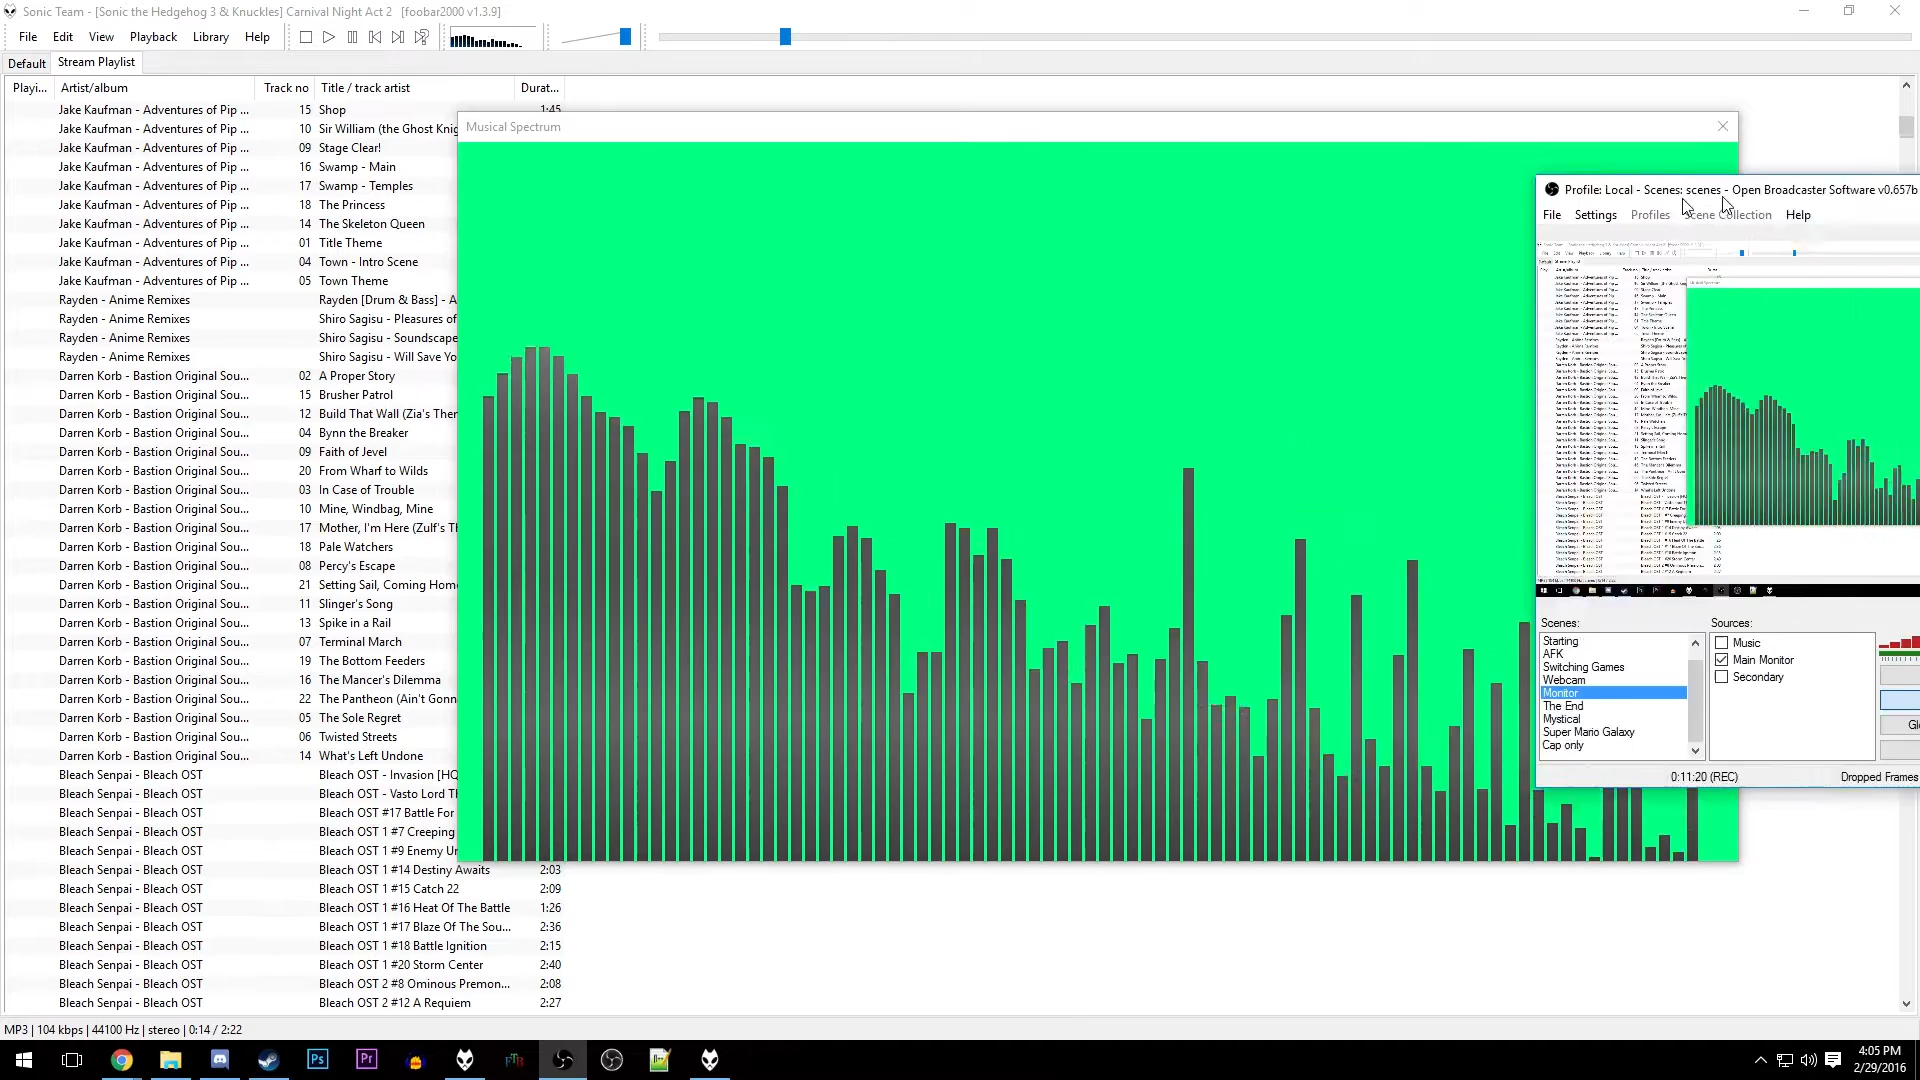 Sonic Team - [Sonic the Hedgehog 3 & Knuckles] Carnival Night Act 2   [foobar2000 v1.3.9]
File Edit View Playback Library Help
Default Stream Playlist
Playi... Artist/album Track no Title / track artist Durat...
Jake Kaufman - Adventures of Pip ... 15 Shop 1:45
Jake Kaufman - Adventures of Pip ... 10 Sir William (the Ghost Knig
Jake Kaufman - Adventures of Pip ... 09 Stage Clear!
Jake Kaufman - Adventures of Pip ... 16 Swamp - Main
Jake Kaufman - Adventures of Pip ... 17 Swamp - Temples
Jake Kaufman - Adventures of Pip ... 18 The Princess
Jake Kaufman - Adventures of Pip ... 14 The Skeleton Queen
Jake Kaufman - Adventures of Pip ... 01 Title Theme
Jake Kaufman - Adventures of Pip ... 04 Town - Intro Scene
Jake Kaufman - Adventures of Pip ... 05 Town Theme
Rayden - Anime Remixes Rayden [Drum & Bass] - A
Rayden - Anime Remixes Shiro Sagisu - Pleasures of
Rayden - Anime Remixes Shiro Sagisu - Soundscape
Rayden - Anime Remixes Shiro Sagisu - Will Save Yo
Darren Korb - Bastion Original Sou... 02 A Proper Story
Darren Korb - Bastion Original Sou... 15 Brusher Patrol
Darren Korb - Bastion Original Sou... 12 Build That Wall (Zia's Ther
Darren Korb - Bastion Original Sou... 04 Bynn the Breaker
Darren Korb - Bastion Original Sou... 09 Faith of Jevel
Darren Korb - Bastion Original Sou... 20 From Wharf to Wilds
Darren Korb - Bastion Original Sou... 03 In Case of Trouble
Darren Korb - Bastion Original Sou... 10 Mine, Windbag, Mine
Darren Korb - Bastion Original Sou... 17 Mother, I'm Here (Zulf's Th
Darren Korb - Bastion Original Sou... 18 Pale Watchers
Darren Korb - Bastion Original Sou... 08 Percy's Escape
Darren Korb - Bastion Original Sou... 21 Setting Sail, Coming Home
Darren Korb - Bastion Original Sou... 11 Slinger's Song
Darren Korb - Bastion Original Sou... 13 Spike in a Rail
Darren Korb - Bastion Original Sou... 07 Terminal March
Darren Korb - Bastion Original Sou... 19 The Bottom Feeders
Darren Korb - Bastion Original Sou... 16 The Mancer's Dilemma
Darren Korb - Bastion Original Sou... 22 The Pantheon (Ain't Gonn
Darren Korb - Bastion Original Sou... 05 The Sole Regret
Darren Korb - Bastion Original Sou... 06 Twisted Streets
Darren Korb - Bastion Original Sou... 14 What's Left Undone
Bleach Senpai - Bleach OST Bleach OST - Invasion [HQ
Bleach Senpai - Bleach OST Bleach OST - Vasto Lord Th
Bleach Senpai - Bleach OST Bleach OST #17 Battle For
Bleach Senpai - Bleach OST Bleach OST 1 #7 Creeping
Bleach Senpai - Bleach OST Bleach OST 1 #9 Enemy Un
Bleach Senpai - Bleach OST Bleach OST 1 #14 Destiny Awaits 2:03
Bleach Senpai - Bleach OST Bleach OST 1 #15 Catch 22 2:09
Bleach Senpai - Bleach OST Bleach OST 1 #16 Heat Of The Battle 1:26
Bleach Senpai - Bleach OST Bleach OST 1 #17 Blaze Of The Sou... 2:36
Bleach Senpai - Bleach OST Bleach OST 1 #18 Battle Ignition 2:15
Bleach Senpai - Bleach OST Bleach OST 1 #20 Storm Center 2:40
Bleach Senpai - Bleach OST Bleach OST 2 #8 Ominous Premon... 2:08
Bleach Senpai - Bleach OST Bleach OST 2 #12 A Requiem 2:27
MP3 | 104 kbps | 44100 Hz | stereo | 0:14 / 2:22
Musical Spectrum
Profile: Local - Scenes: scenes - Open Broadcaster Software v0.657b
File Settings Profiles Scene Collection Help
Scenes:
Starting
AFK
Switching Games
Webcam
Monitor
The End
Mystical
Super Mario Galaxy
Cap only
Sources:
Music
Main Monitor
Secondary
0:11:20 (REC) Dropped Frames
Ps Pr FTB
4:05 PM
2/29/2016